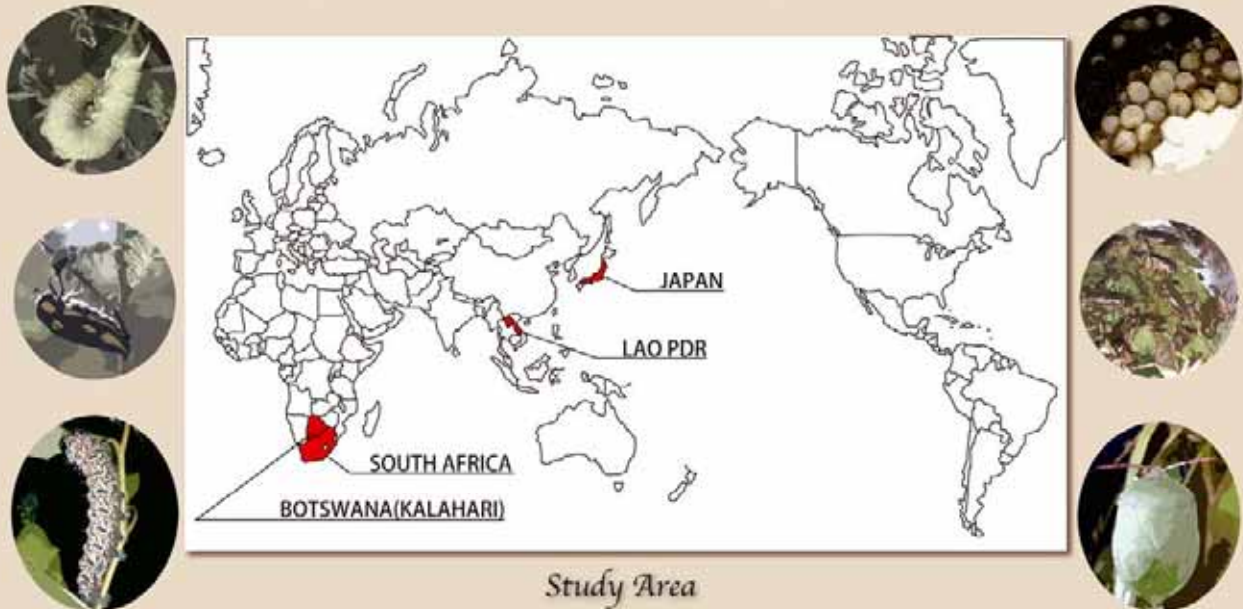 JAPAN
LAO PDR
SOUTH AFRICA
BOTSWANA(KALAHARI)
Study Area